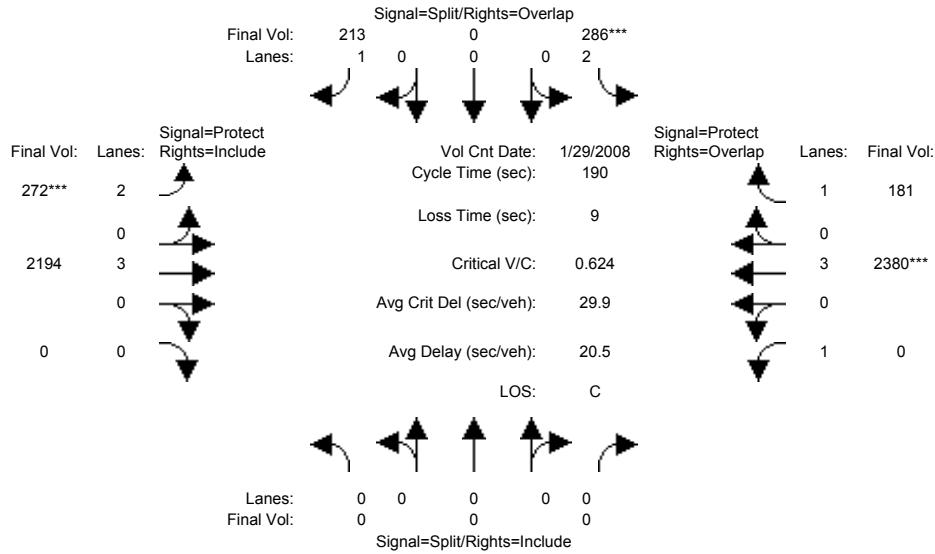 Signal=Split/Rights=Overlap
Final Vol: 213 0 286***
Lanes: 1 0 0 0 2
Signal=Protect Signal=Protect
Final Vol: Lanes: Rights=Include Vol Cnt Date: 1/29/2008 Rights=Overlap Lanes: Final Vol:
Cycle Time (sec): 190
272*** 2 1 181
Loss Time (sec): 9
0 0
2194 3 Critical V/C: 0.624 3 2380***
0 Avg Crit Del (sec/veh): 29.9 0
0 0 Avg Delay (sec/veh): 20.5 1 0
LOS: C
Lanes: 0 0 0 0 0
Final Vol: 0 0 0
Signal=Split/Rights=Include